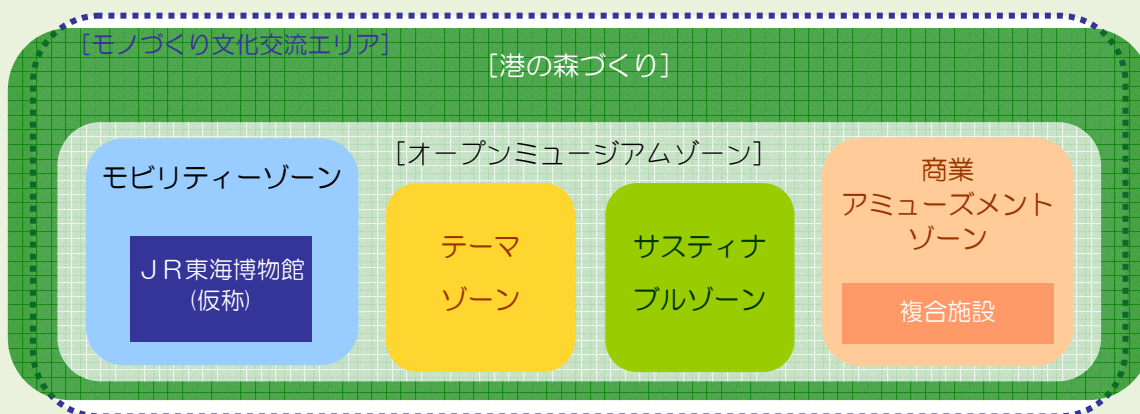 [モノづくり文化交流エリア]
[港の森づくり]
[オープンミュージアムゾーン]
モビリティーゾーン
ＪＲ東海博物館
(仮称)
テーマ
ゾーン
サスティナ
ブルゾーン
商業
アミューズメント
ゾーン
複合施設